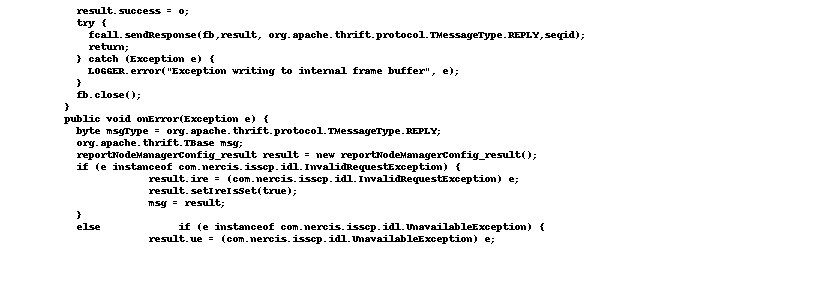 result.success = o;
try {
fcall.sendResponse(fb,result, org.apache.thrift.protocol.TMessageType.REPLY,seqid);
return;
} catch (Exception e) {
LOGGER.error("Exception writing to internal frame buffer", e);
}
fb.close();
}
public void onError(Exception e) {
byte msgType = org.apache.thrift.protocol.TMessageType.REPLY;
org.apache.thrift.TBase msg;
reportNodeManagerConfig_result result = new reportNodeManagerConfig_result();
if (e instanceof com.nercis.isscp.idl.InvalidRequestException) {
result.ire = (com.nercis.isscp.idl.InvalidRequestException) e;
result.setIreIsSet(true);
msg = result;
}
else if (e instanceof com.nercis.isscp.idl.UnavailableException) {
result.ue = (com.nercis.isscp.idl.UnavailableException) e;